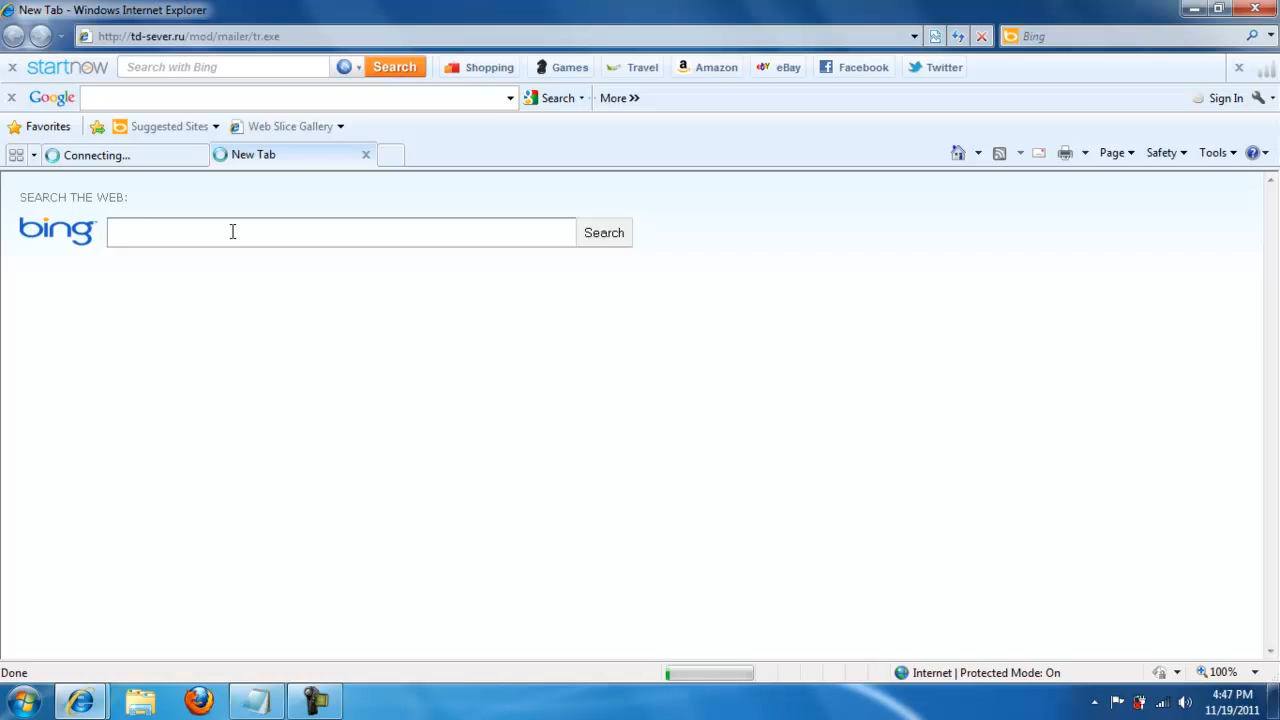 New Tab - Windows Internet Explorer
http://td-sever.ru/mod/mailer/tr.exe
Bing
startnow
Search with Bing
Search
Shopping
Games
Travel
Amazon
eBay
Facebook
Twitter
Google
Search
More »
Sign In
Favorites
Suggested Sites
Web Slice Gallery
Connecting...
New Tab
Page
Safety
Tools
SEARCH THE WEB:
bing
Search
Done
Internet | Protected Mode: On
100%
4:47 PM
11/19/2011